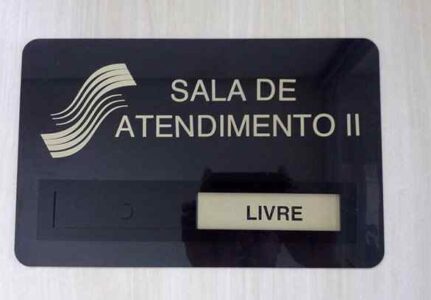 SALA DE
ATENDIMENTO II
LIVRE